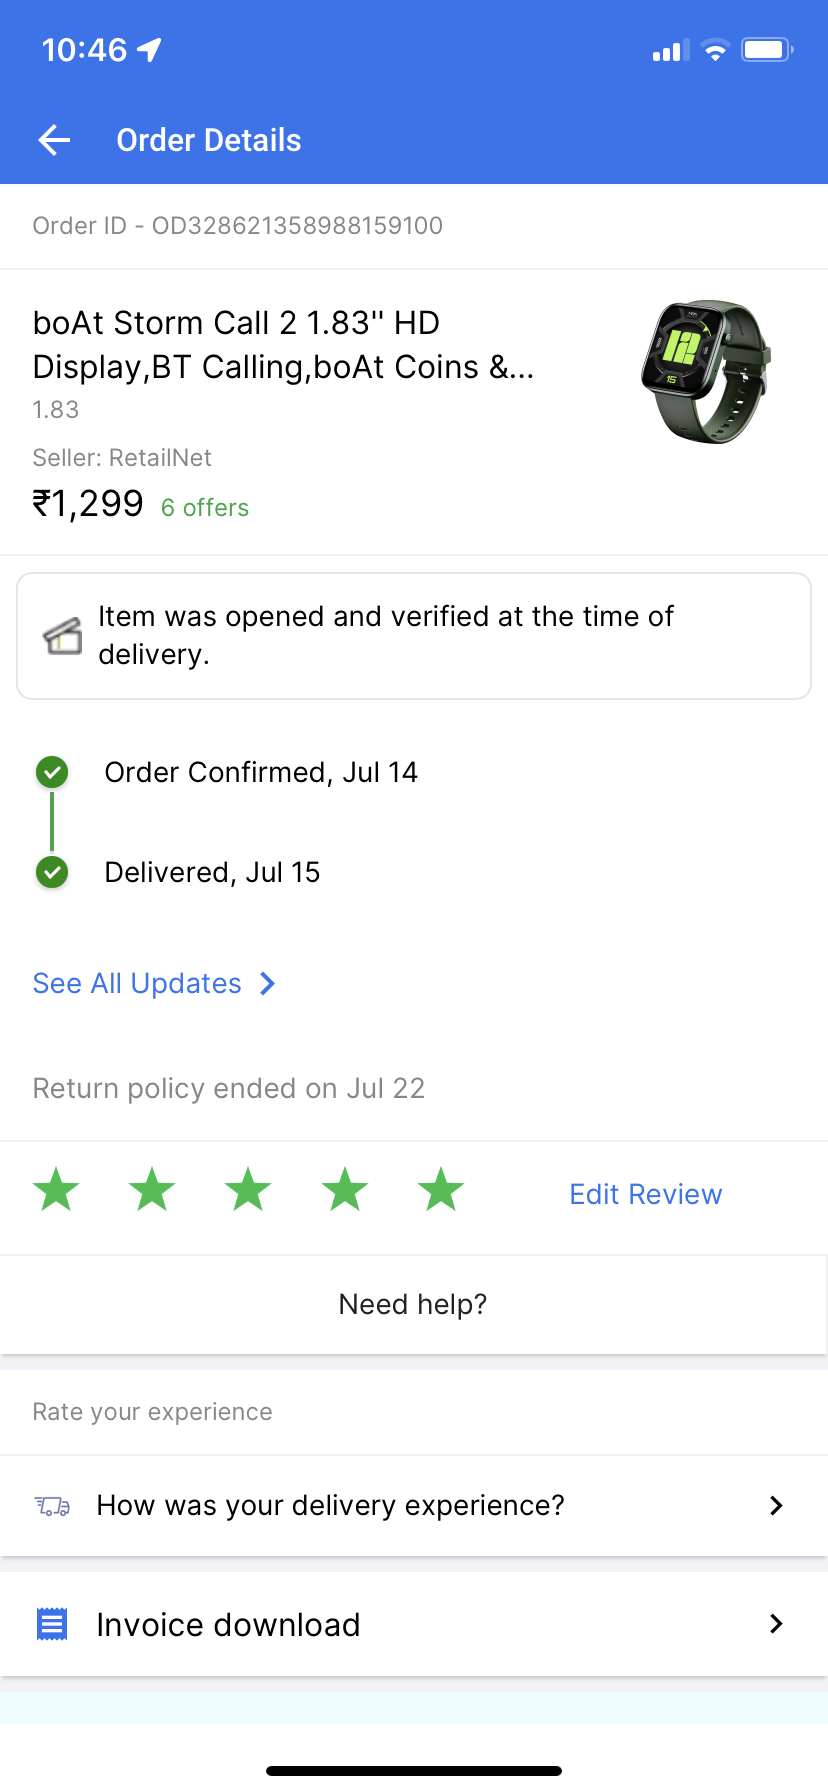 10:46
Order Details
Order ID - OD328621358988159100
boAt Storm Call 2 1.83'' HD
Display,BT Calling,boAt Coins &...
1.83
Seller: RetailNet
₹1,299 6 offers
Item was opened and verified at the time of
delivery.
Order Confirmed, Jul 14
Delivered, Jul 15
See All Updates
Return policy ended on Jul 22
Edit Review
Need help?
Rate your experience
How was your delivery experience?
Invoice download